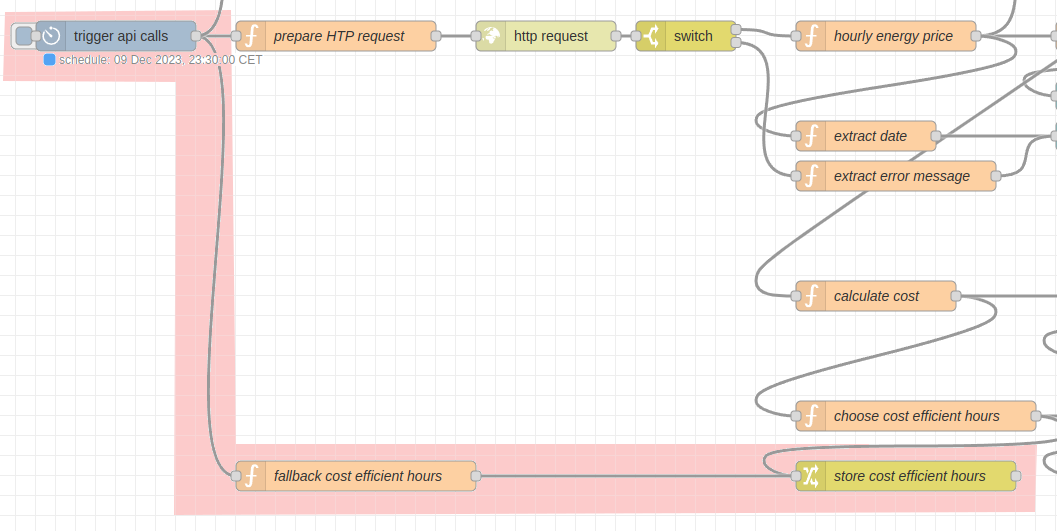 trigger api calls
prepare HTP request
http request
switch
hourly energy price
schedule: 09 Dec 2023, 23:30:00 CET
extract date
extract error message
calculate cost
choose cost efficient hours
fallback cost efficient hours
store cost efficient hours